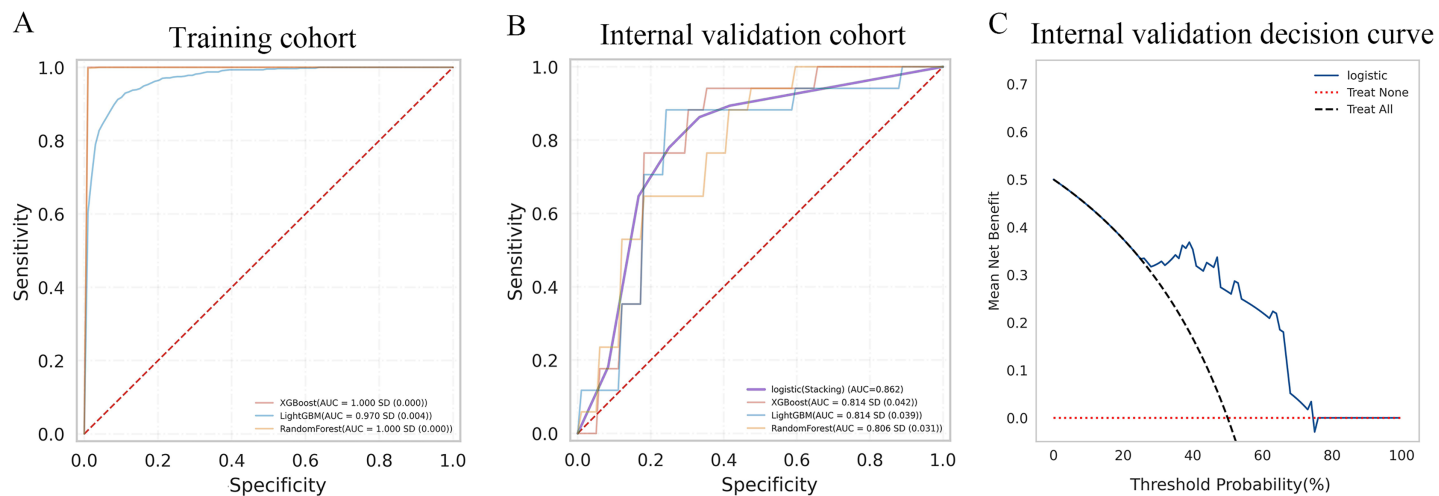 A
Training cohort
1.0
0.8
0.6
0.4
0.2
0.0
Sensitivity
XGBoost(AUC = 1.000 SD (0.000))
LightGBM(AUC = 0.970 SD (0.004))
RandomForest(AUC = 1.000 SD (0.000))
0.0 0.2 0.4 0.6 0.8 1.0
Specificity
B
Internal validation cohort
1.0
0.8
0.6
0.4
0.2
0.0
Sensitivity
logistic(Stacking) (AUC=0.862)
XGBoost(AUC = 0.814 SD (0.042))
LightGBM(AUC = 0.814 SD (0.039))
RandomForest(AUC = 0.806 SD (0.031))
0.0 0.2 0.4 0.6 0.8 1.0
Specificity
C
Internal validation decision curve
logistic
Treat None
Treat All
0.7
0.6
0.5
0.4
0.3
0.2
0.1
0.0
Mean Net Benefit
0 20 40 60 80 100
Threshold Probability(%)